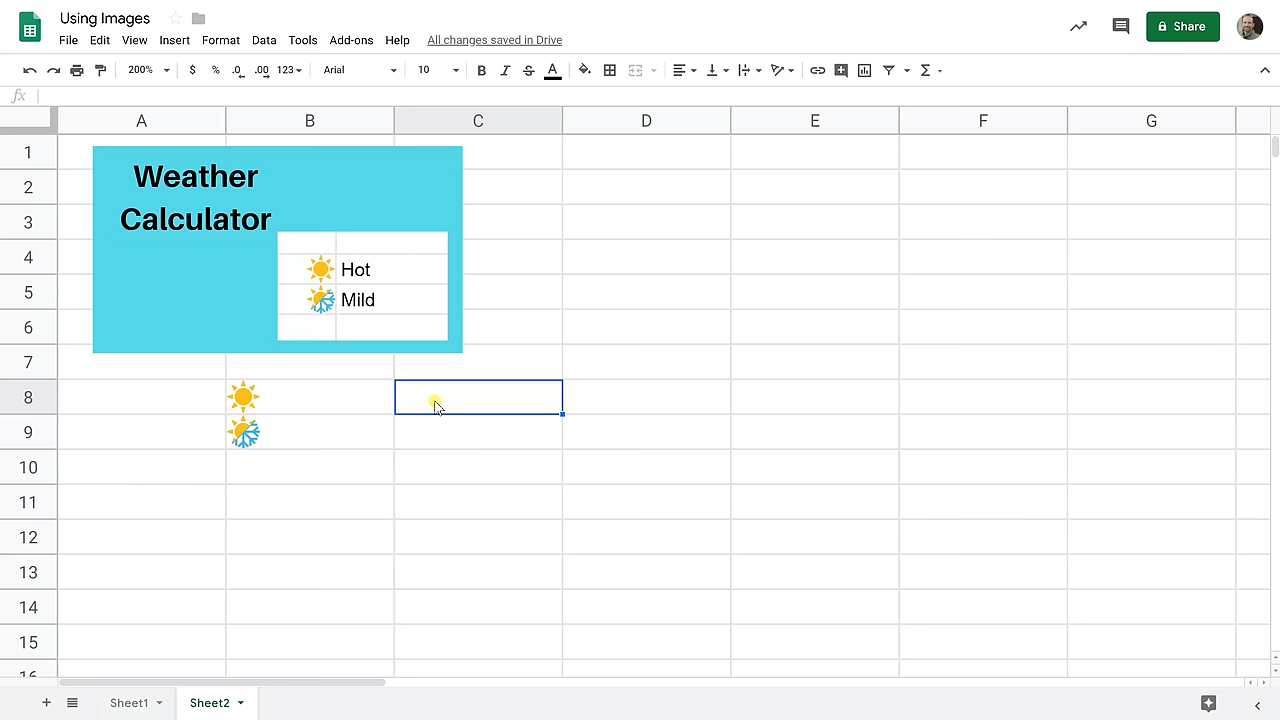 Using Images
File Edit View Insert Format Data Tools Add-ons Help All changes saved in Drive
Share
200% $ % .0 .00 123 Arial 10 B I S A Σ
fx
A B C D E F G
1
2
3
4
5
6
7
8
9
10
11
12
13
14
15
16
Weather
Calculator
Hot
Mild
+ Sheet1 Sheet2